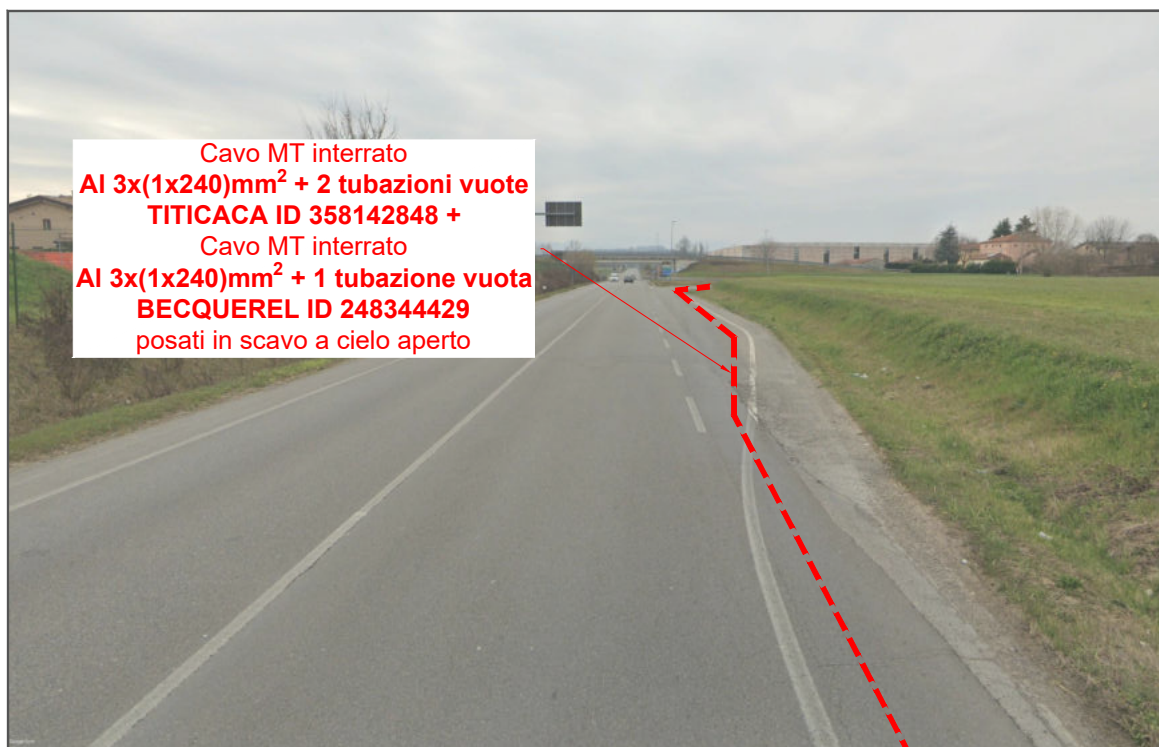 Cavo MT interrato
Al 3x(1x240)mm² + 2 tubazioni vuote
TITICACA ID 358142848 +
Cavo MT interrato
Al 3x(1x240)mm² + 1 tubazione vuota
BECQUEREL ID 248344429
posati in scavo a cielo aperto